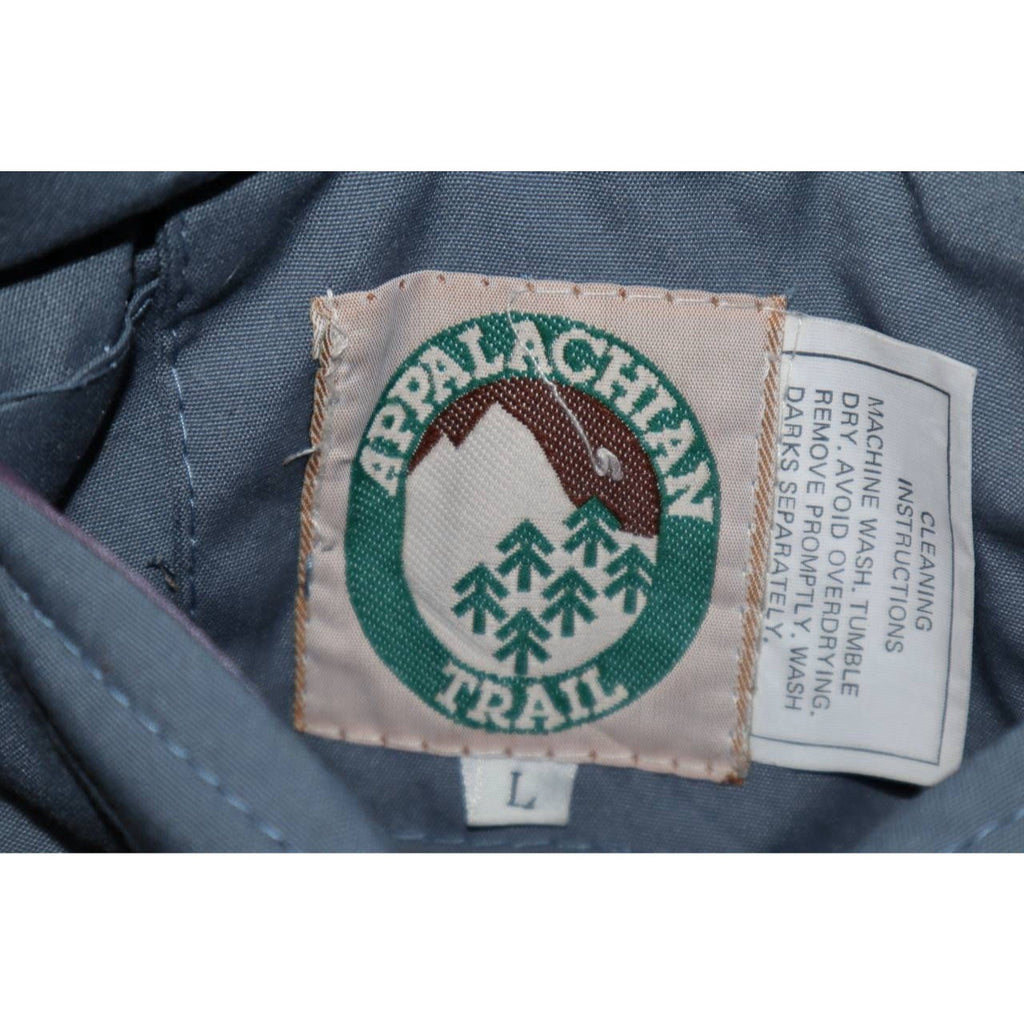 APPALACHIAN
TRAIL
L
CLEANING
INSTRUCTIONS
MACHINE WASH. TUMBLE
DRY. AVOID OVERDRYING.
REMOVE PROMPTLY. WASH
DARKS SEPARATELY.